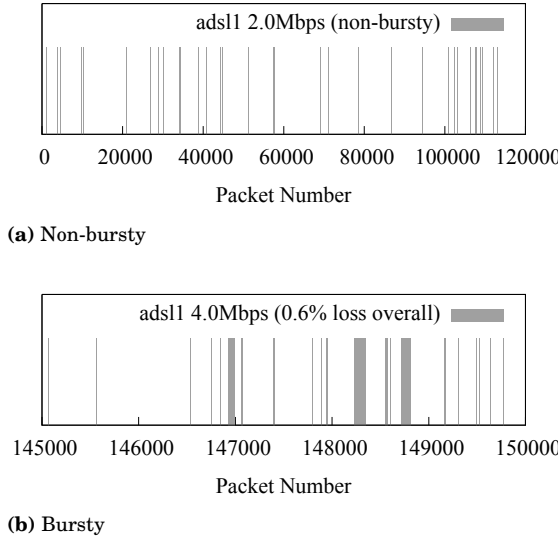 adsl1 2.0Mbps (non-bursty)
0 20000 40000 60000 80000 100000 120000
Packet Number
(a) Non-bursty
adsl1 4.0Mbps (0.6% loss overall)
145000 146000 147000 148000 149000 150000
Packet Number
(b) Bursty